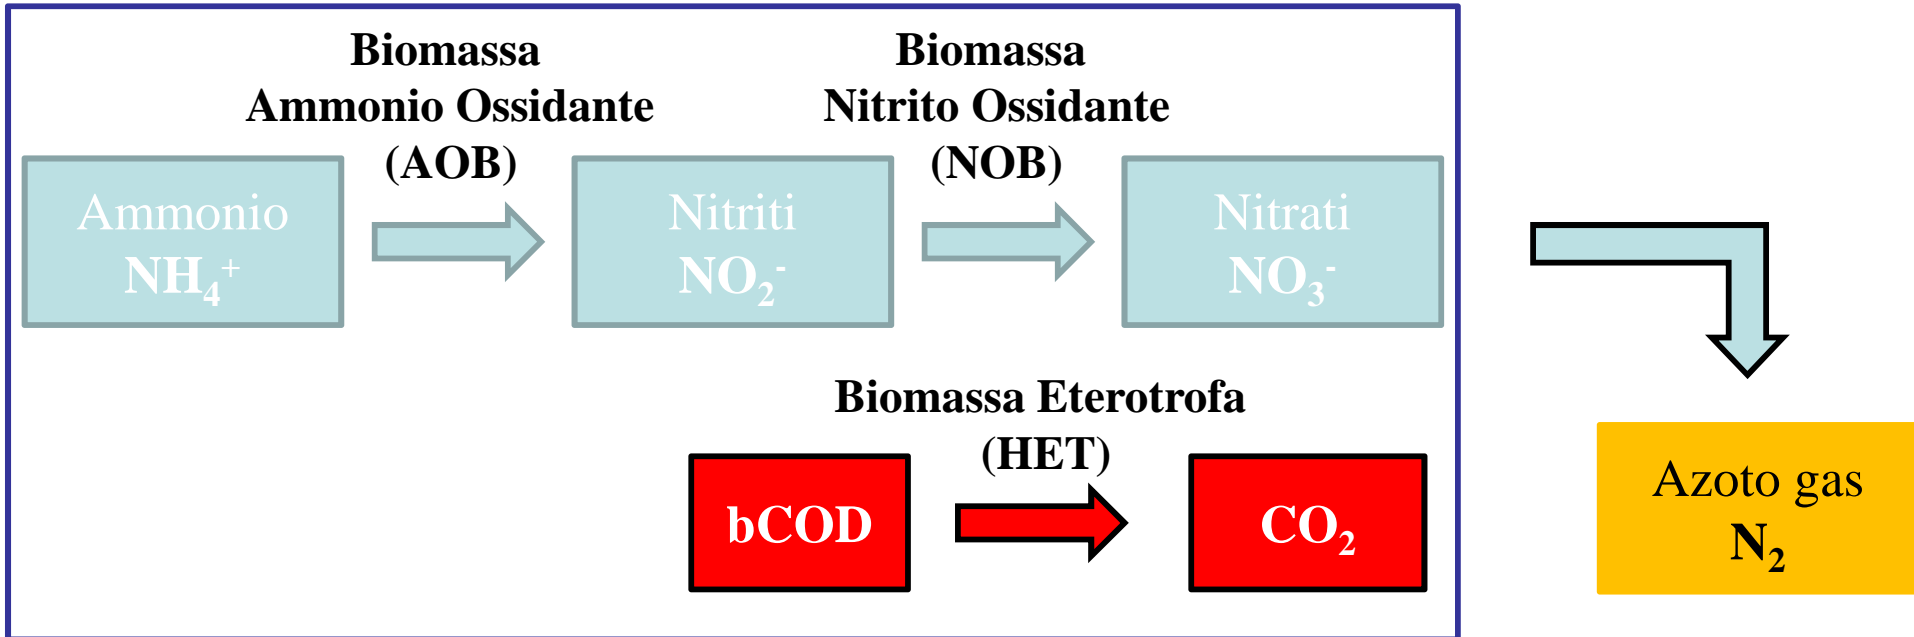 Biomassa
Ammonio Ossidante
(AOB)
Biomassa
Nitrito Ossidante
(NOB)
Ammonio
NH₄⁺
Nitriti
NO₂⁻
Nitrati
NO₃⁻
Biomassa Eterotrofa
(HET)
bCOD
CO₂
Azoto gas
N₂